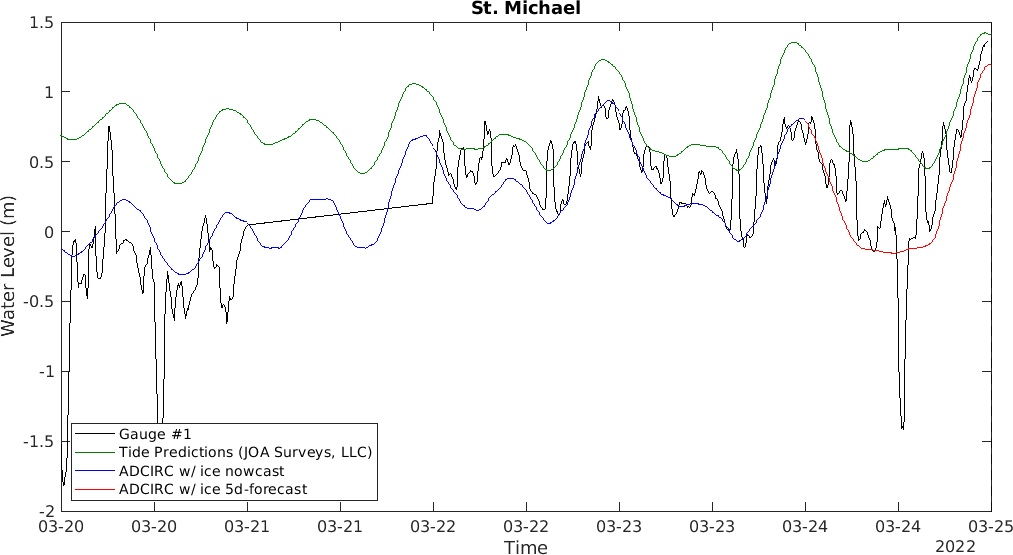 St. Michael
1.5
1
0.5
0
-0.5
-1
-1.5
-2
Water Level (m)
Gauge #1
Tide Predictions (JOA Surveys, LLC)
ADCIRC w/ ice nowcast
ADCIRC w/ ice 5d-forecast
03-20 03-20 03-21 03-21 03-22 03-22 03-23 03-23 03-24 03-24 03-25
Time
2022